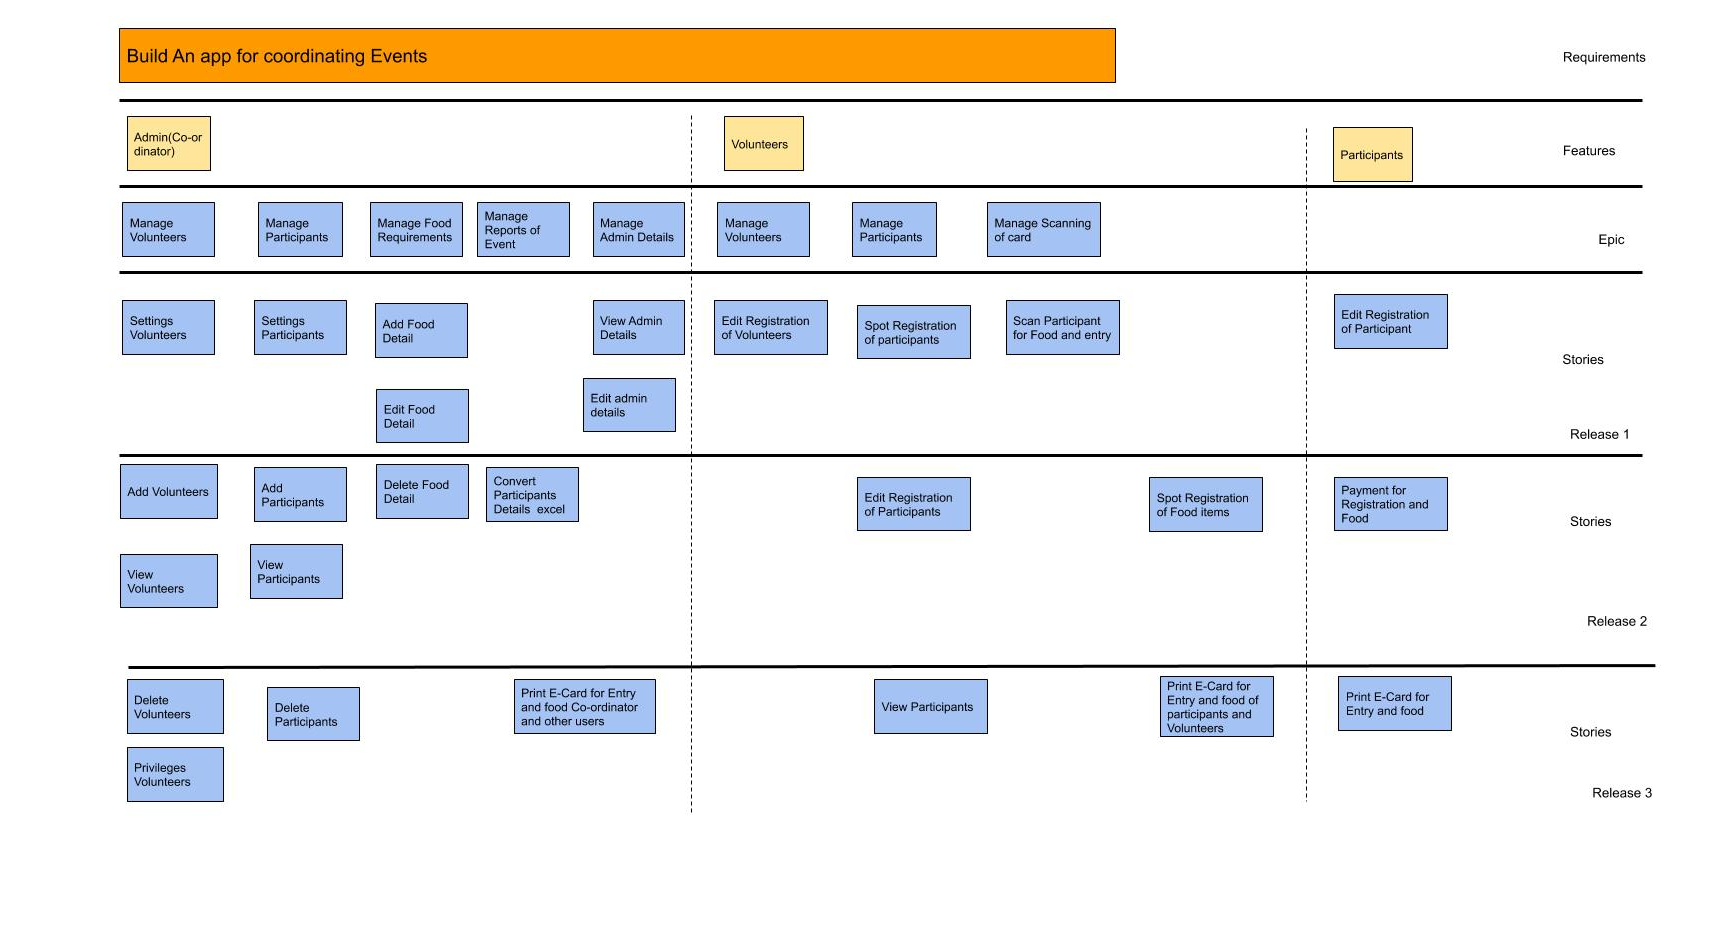 Build An app for coordinating Events
Requirements
Admin(Co-or
dinator)
Volunteers
Participants
Features
Manage
Volunteers
Manage
Participants
Manage Food
Requirements
Manage
Reports of
Event
Manage
Admin Details
Manage
Volunteers
Manage
Participants
Manage Scanning
of card
Epic
Settings
Volunteers
Settings
Participants
Add Food
Detail
View Admin
Details
Edit Registration
of Volunteers
Spot Registration
of participants
Scan Participant
for Food and entry
Edit Registration
of Participant
Stories
Edit Food
Detail
Edit admin
details
Release 1
Add Volunteers
Add
Participants
Delete Food
Detail
Convert
Participants
Details  excel
Edit Registration
of Participants
Spot Registration
of Food items
Payment for
Registration and
Food
Stories
View
Volunteers
View
Participants
Release 2
Delete
Volunteers
Delete
Participants
Print E-Card for Entry
and food Co-ordinator
and other users
View Participants
Print E-Card for
Entry and food of
participants and
Volunteers
Print E-Card for
Entry and food
Stories
Privileges
Volunteers
Release 3